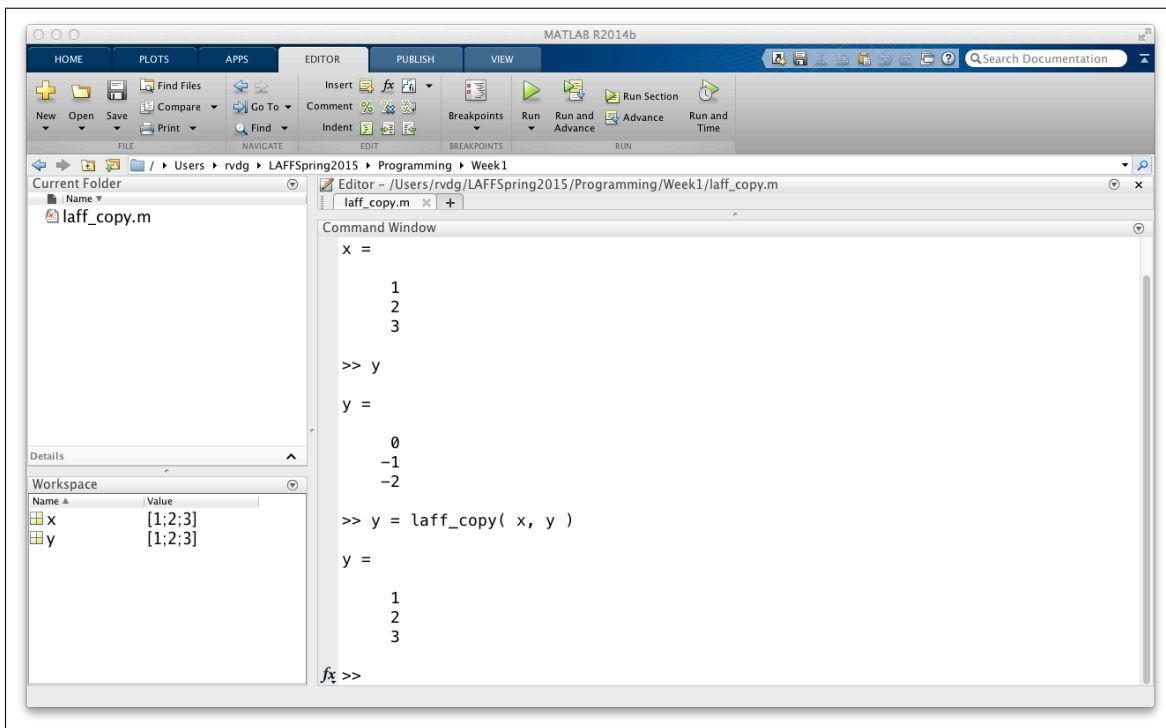 MATLAB R2014b
HOME PLOTS APPS EDITOR PUBLISH VIEW Search Documentation
New Open Save Find Files Compare Print
Go To Find
Insert fx
Comment %
Indent
Breakpoints
Run Run and Advance Run Section Advance Run and Time
FILE NAVIGATE EDIT BREAKPOINTS RUN
/ Users rvdg LAFFSpring2015 Programming Week1
Current Folder
Name
laff_copy.m
Details
Workspace
Name Value
x [1;2;3]
y [1;2;3]
Editor - /Users/rvdg/LAFFSpring2015/Programming/Week1/laff_copy.m
laff_copy.m +
Command Window
x =
1
2
3
>> y
y =
0
-1
-2
>> y = laff_copy( x, y )
y =
1
2
3
fx >>